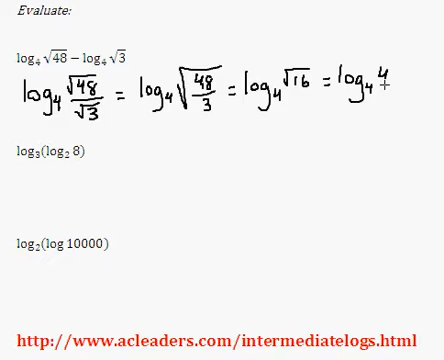 Evaluate:
log₄ √48 − log₄ √3
log₄ √48/√3 = log₄ √(48/3) = log₄ √16 = log₄ 4
log₃(log₂ 8)
log₂(log 10000)
http://www.acleaders.com/intermediatelogs.html